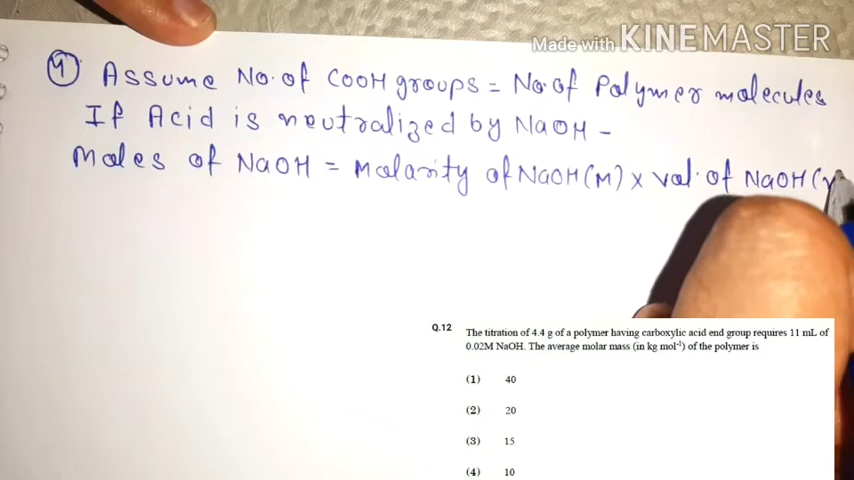 Made with KINEMASTER
4 Assume No. of COOH groups = No. of Polymer molecules
If Acid is neutralized by NaOH -
Moles of NaOH = Molarity of NaOH (M) x vol. of NaOH (
Q.12 The titration of 4.4 g of a polymer having carboxylic acid end group requires 11 mL of
0.02M NaOH. The average molar mass (in kg mol⁻¹) of the polymer is
(1) 40
(2) 20
(3) 15
(4) 10